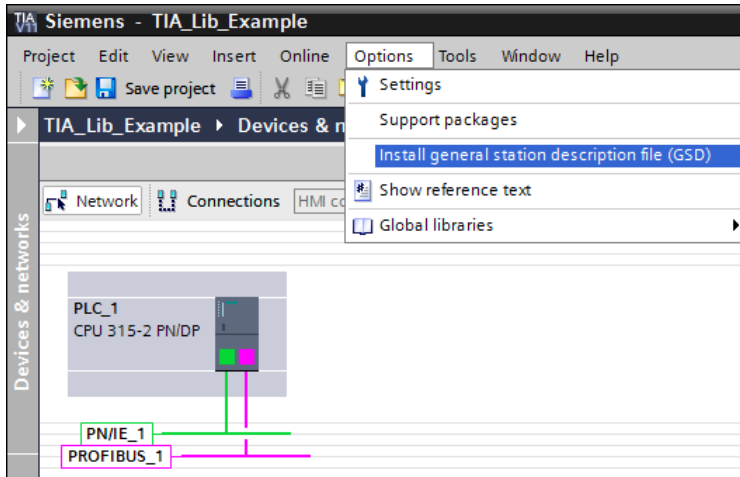 TIA V11 Siemens - TIA_Lib_Example
Project Edit View Insert Online Options Tools Window Help
Save project
Settings
Support packages
Install general station description file (GSD)
Show reference text
Global libraries
TIA_Lib_Example Devices &
Network Connections HMI
Devices & networks
PLC_1
CPU 315-2 PN/DP
PN/IE_1
PROFIBUS_1